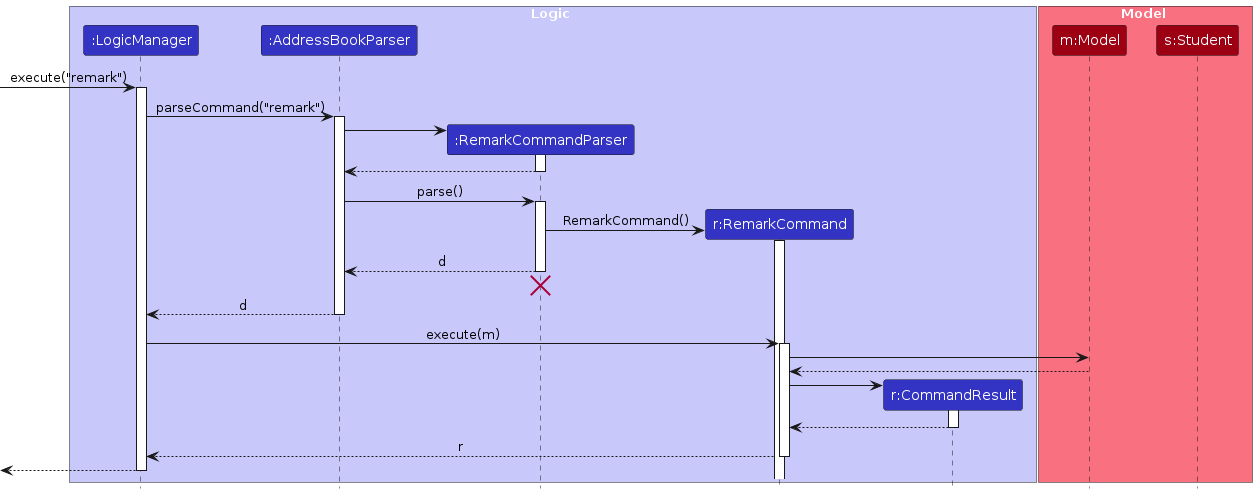 Logic
Model
:LogicManager
:AddressBookParser
m:Model
s:Student
execute("remark")
parseCommand("remark")
:RemarkCommandParser
parse()
RemarkCommand()
r:RemarkCommand
d
d
execute(m)
r:CommandResult
r